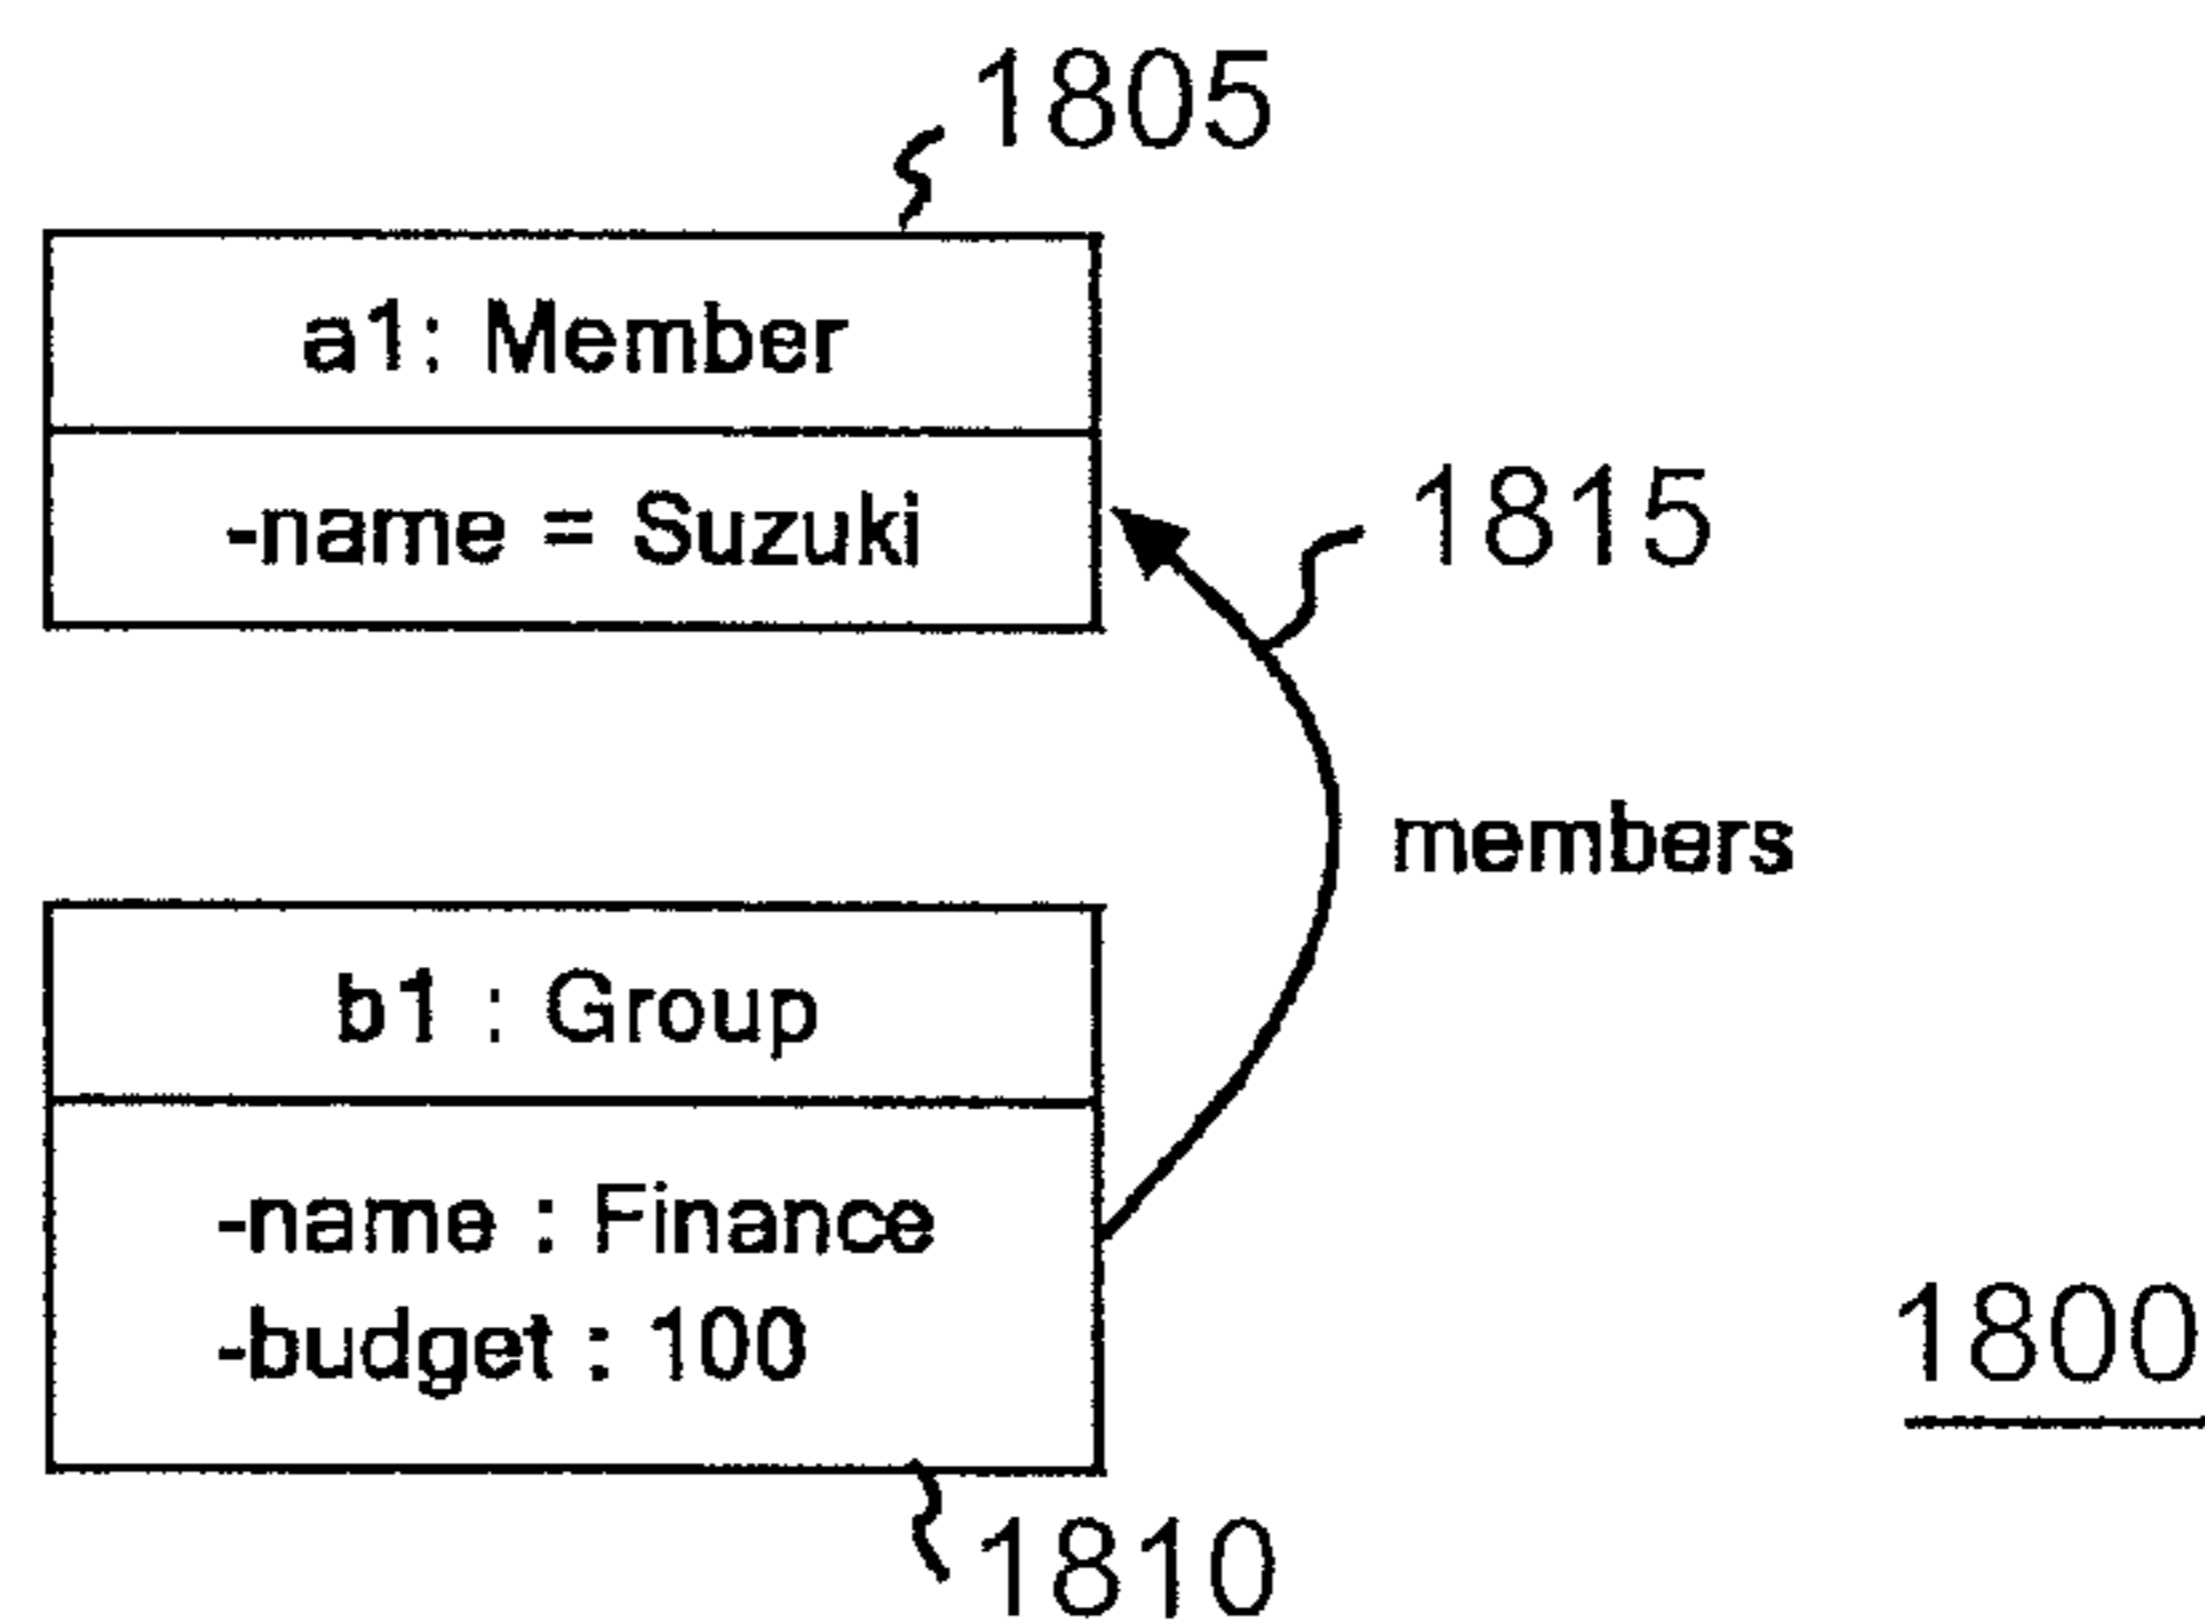 1805
a1: Member
-name = Suzuki
1815
members
b1 : Group
-name : Finance
-budget : 100
1800
1810